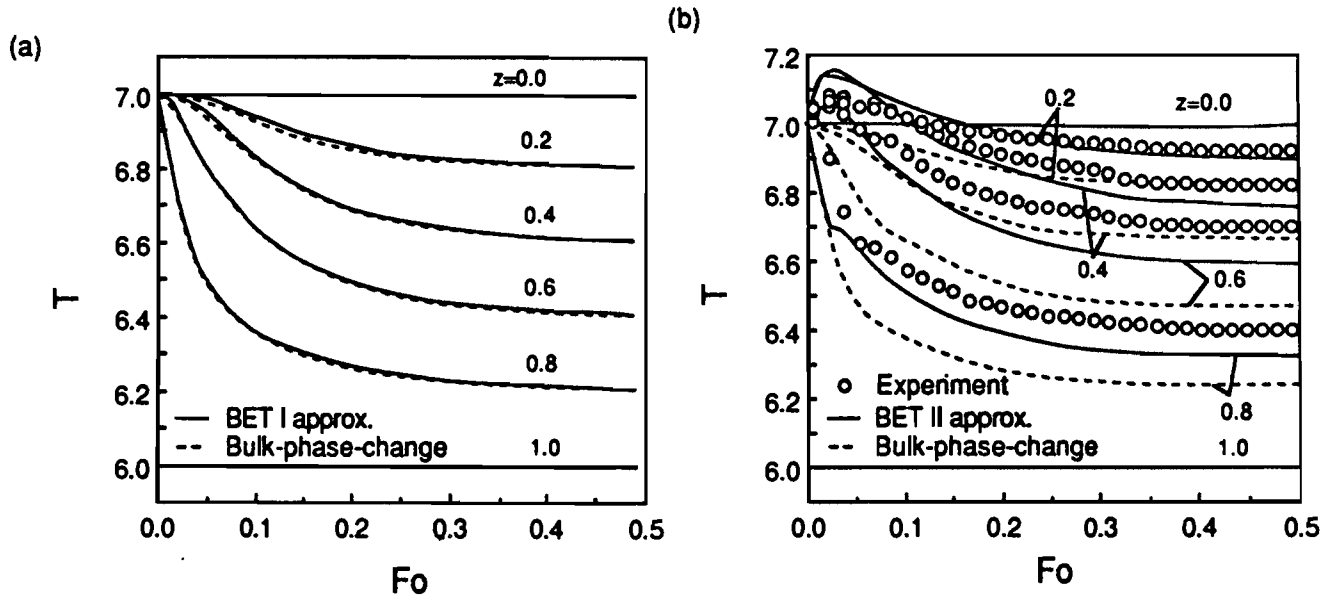 (a)
z=0.0
7.0
0.2
6.8
0.4
6.6
T
0.6
6.4
0.8
6.2
BET I approx.
Bulk-phase-change
1.0
6.0
0.0 0.1 0.2 0.3 0.4 0.5
Fo
(b)
7.2
0.2
z=0.0
7.0
6.8
0.4
0.6
6.6
T
6.4
Experiment
6.2
BET II approx.
0.8
Bulk-phase-change
1.0
6.0
0.0 0.1 0.2 0.3 0.4 0.5
Fo